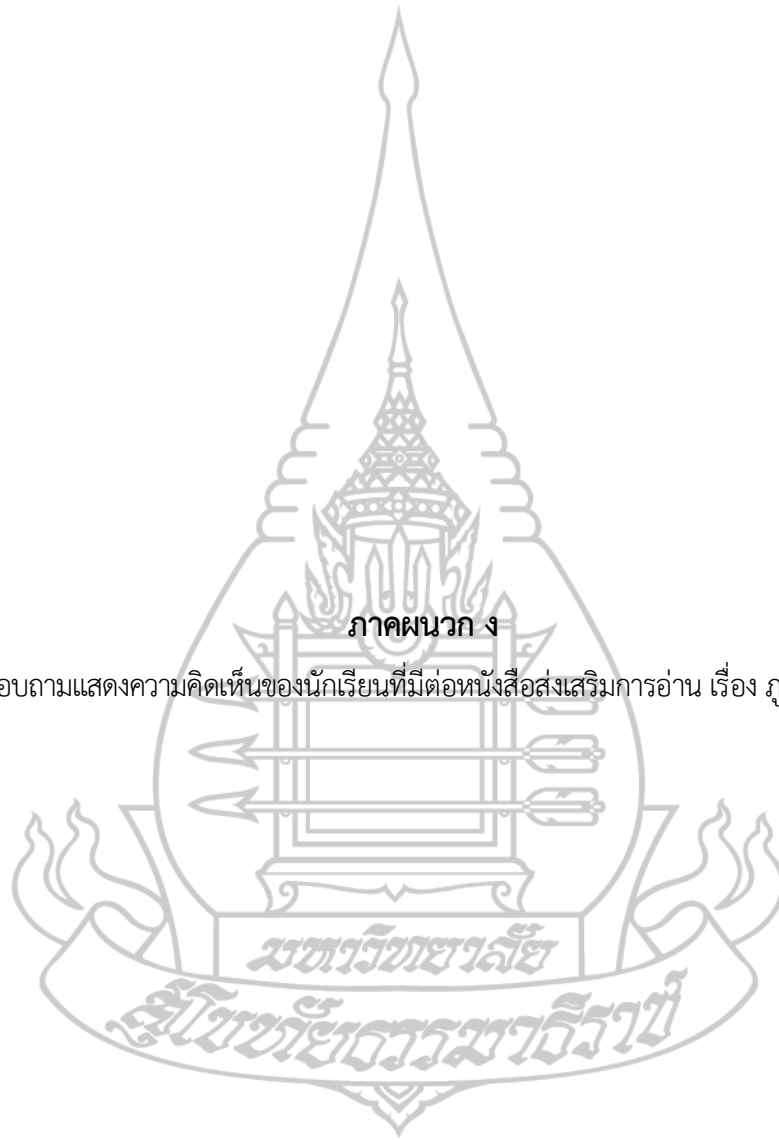 ภาคผนวก ง
อบถามแสดงความคิดเห็นของนักเรียนที่มีต่อหนังสือส่งเสริมการอ่าน เรื่อง ภู
มหาวิทยาลัย
สุโขทัยธรรมาธิราช